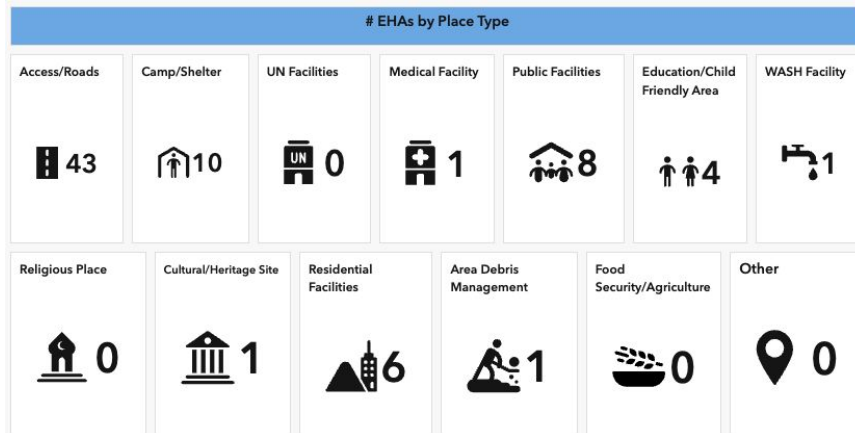 # EHAs by Place Type
Access/Roads
43
Camp/Shelter
10
UN Facilities
UN
0
Medical Facility
1
Public Facilities
8
Education/Child
Friendly Area
4
WASH Facility
1
Religious Place
0
Cultural/Heritage Site
1
Residential
Facilities
6
Area Debris
Management
1
Food
Security/Agriculture
0
Other
0